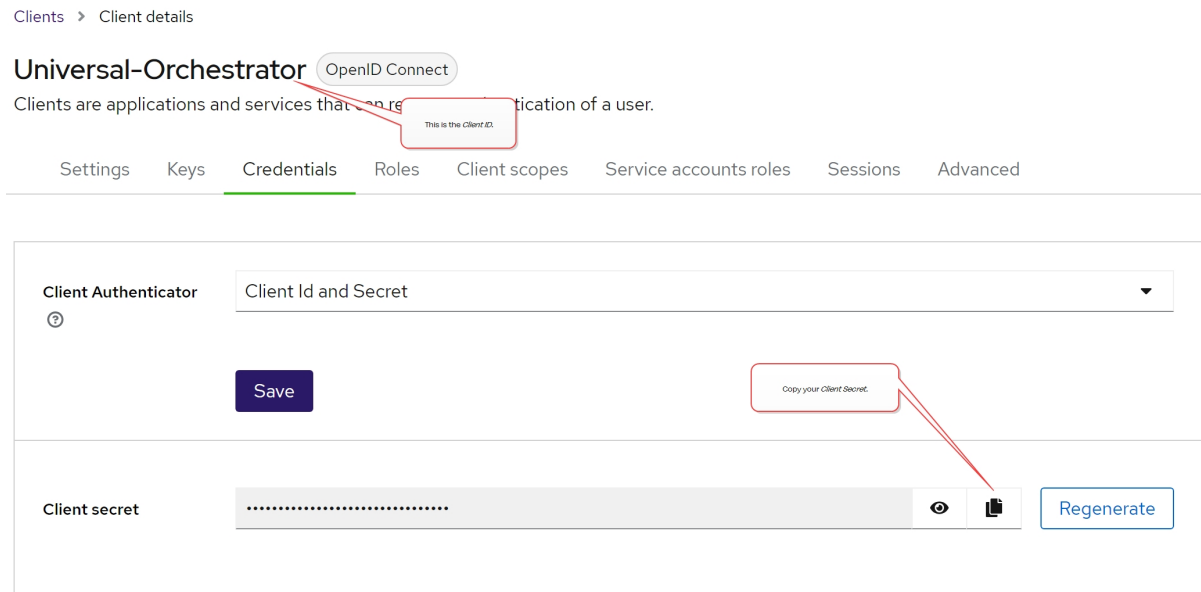 Clients > Client details
Universal-Orchestrator OpenID Connect
Clients are applications and services that can re tication of a user.
This is the Client ID.
Settings Keys Credentials Roles Client scopes Service accounts roles Sessions Advanced
Client Authenticator Client Id and Secret
Save
Copy your Client Secret.
Client secret •••••••••••••••••••••••••••••••• Regenerate